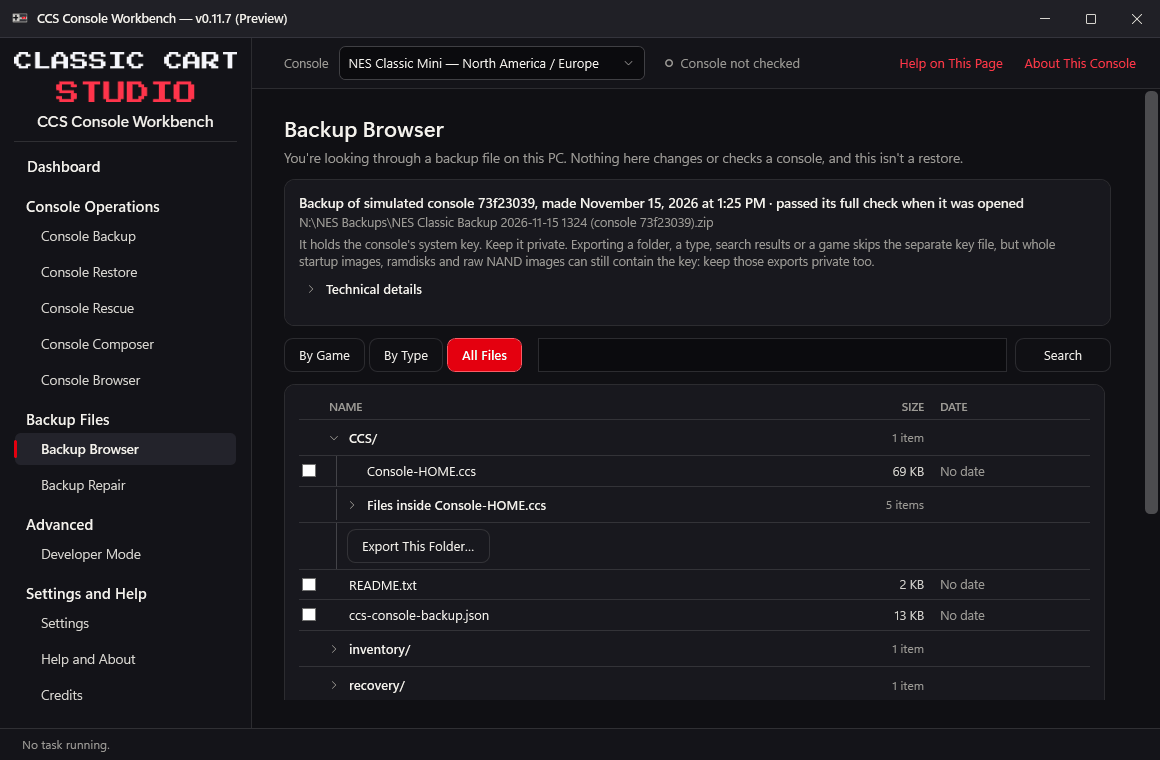 CCS Console Workbench — v0.11.7 (Preview)
CLASSIC CART
STUDIO
CCS Console Workbench
Dashboard
Console Operations
Console Backup
Console Restore
Console Rescue
Console Composer
Console Browser
Backup Files
Backup Browser
Backup Repair
Advanced
Developer Mode
Settings and Help
Settings
Help and About
Credits
Console
NES Classic Mini — North America / Europe
Console not checked
Help on This Page
About This Console
Backup Browser
You're looking through a backup file on this PC. Nothing here changes or checks a console, and this isn't a restore.
Backup of simulated console 73f23039, made November 15, 2026 at 1:25 PM · passed its full check when it was opened
N:\NES Backups\NES Classic Backup 2026-11-15 1324 (console 73f23039).zip
It holds the console's system key. Keep it private. Exporting a folder, a type, search results or a game skips the separate key file, but whole
startup images, ramdisks and raw NAND images can still contain the key: keep those exports private too.
Technical details
By Game
By Type
All Files
Search
NAME SIZE DATE
CCS/ 1 item
Console-HOME.ccs 69 KB No date
Files inside Console-HOME.ccs 5 items
Export This Folder...
README.txt 2 KB No date
ccs-console-backup.json 13 KB No date
inventory/ 1 item
recovery/ 1 item
No task running.